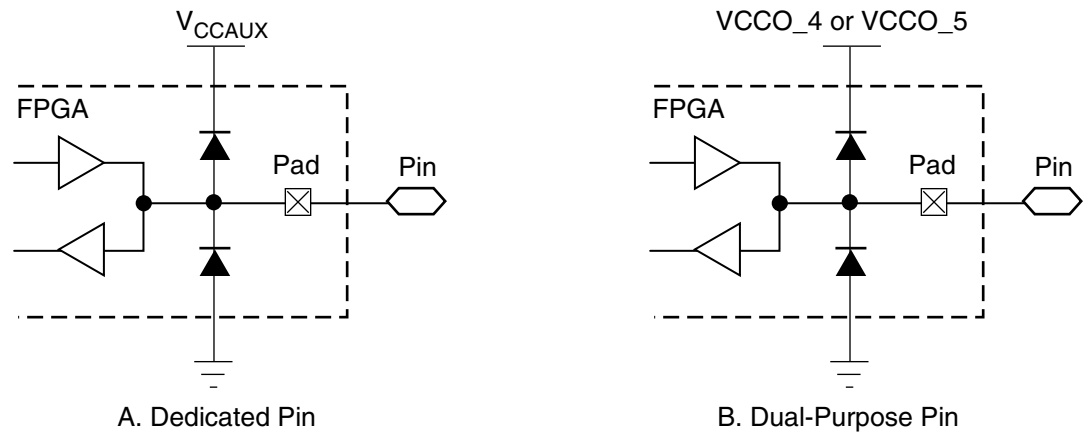 V_CCAUX
FPGA
Pad
Pin
A. Dedicated Pin
VCCO_4 or VCCO_5
FPGA
Pad
Pin
B. Dual-Purpose Pin